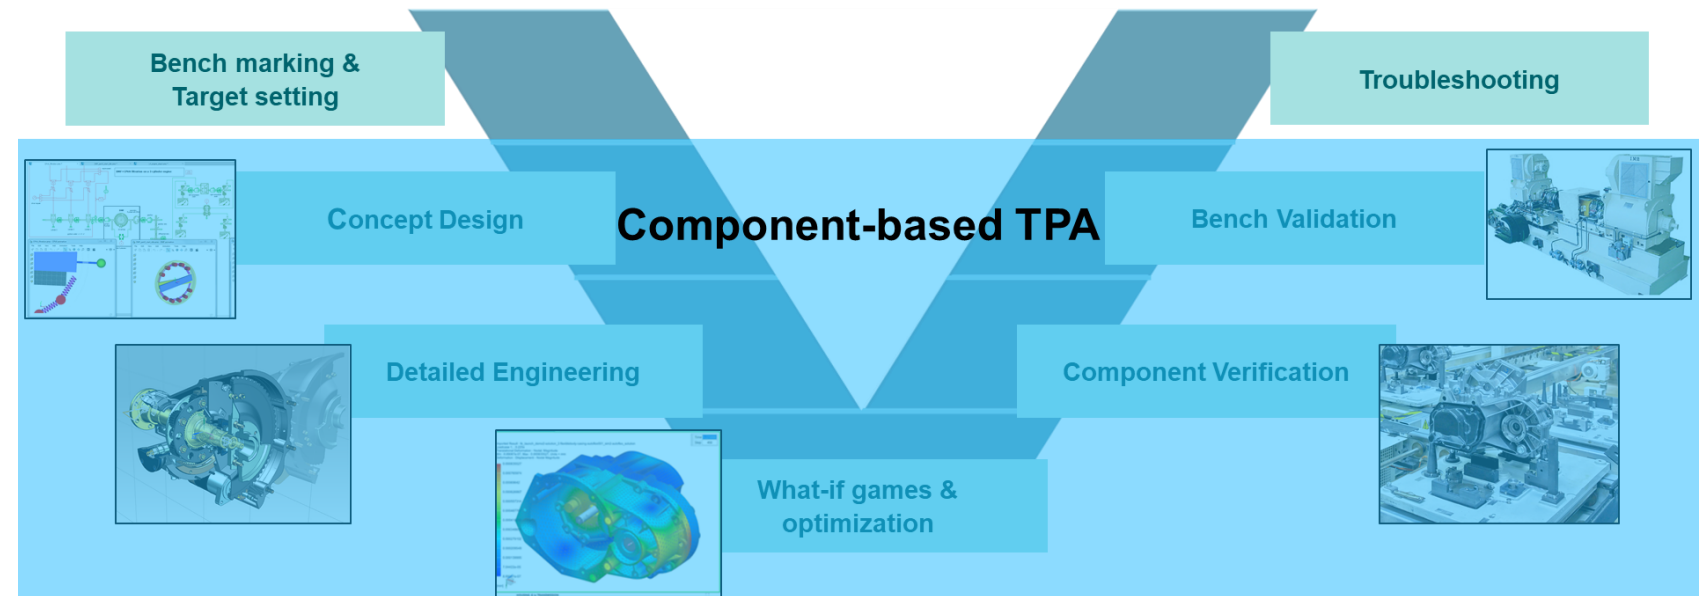 Bench marking &
Target setting
Troubleshooting
Concept Design
Component-based TPA
Bench Validation
Detailed Engineering
Component Verification
What-if games &
optimization